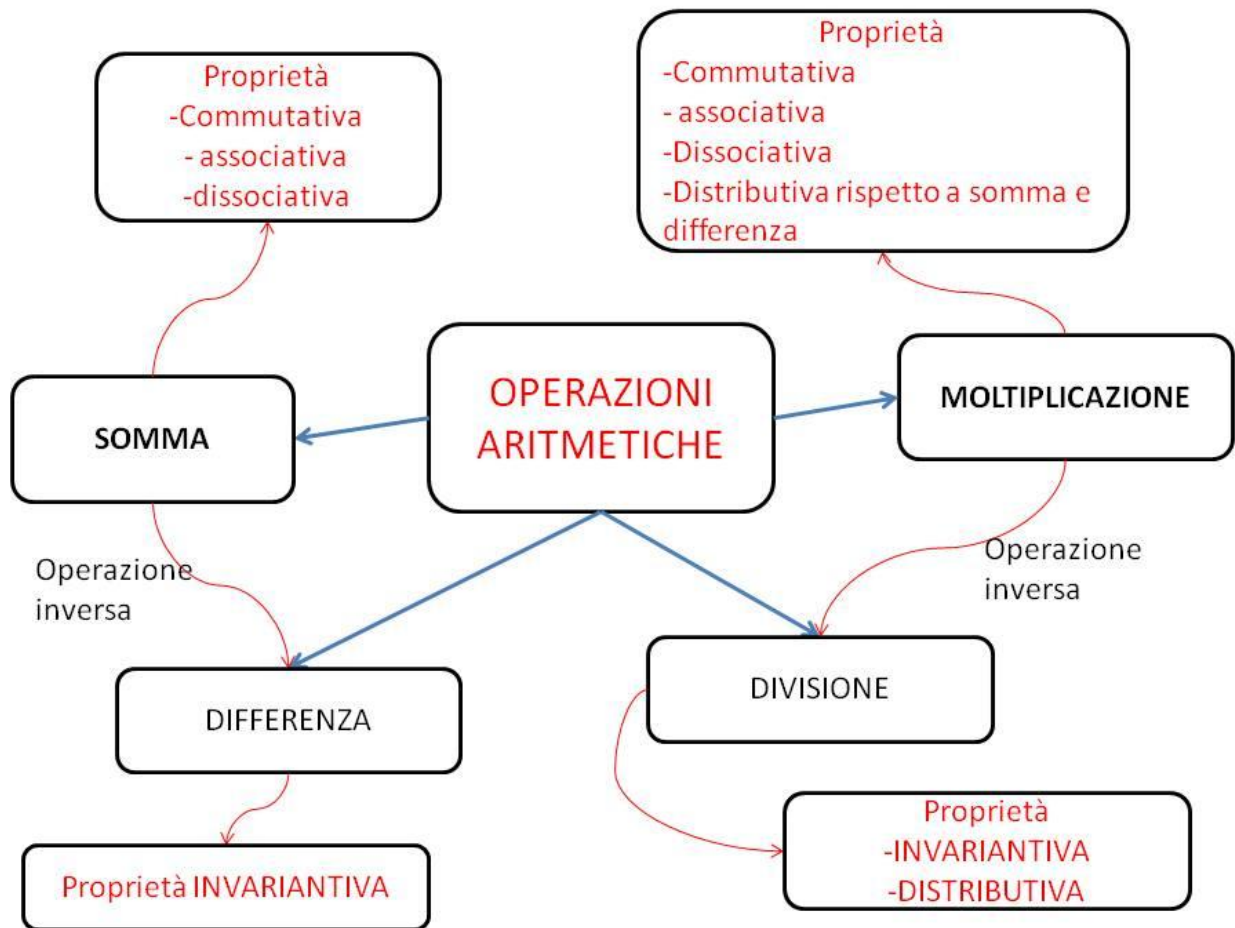 Proprietà
-Commutativa
- associativa
-dissociativa
Proprietà
-Commutativa
- associativa
-Dissociativa
-Distributiva rispetto a somma e
differenza
OPERAZIONI
ARITMETICHE
SOMMA
MOLTIPLICAZIONE
Operazione
inversa
Operazione
inversa
DIFFERENZA
DIVISIONE
Proprietà INVARIANTIVA
Proprietà
-INVARIANTIVA
-DISTRIBUTIVA